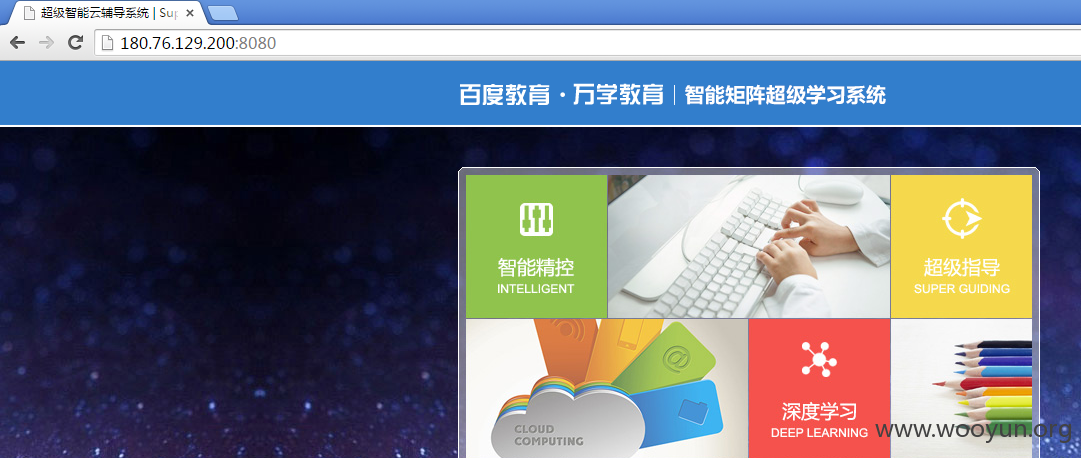 超级智能云辅导系统 | Sup
180.76.129.200:8080
百度教育·万学教育 | 智能矩阵超级学习系统
智能精控
INTELLIGENT
超级指导
SUPER GUIDING
CLOUD
COMPUTING
@
深度学习
DEEP LEARNING
www.wooyun.org